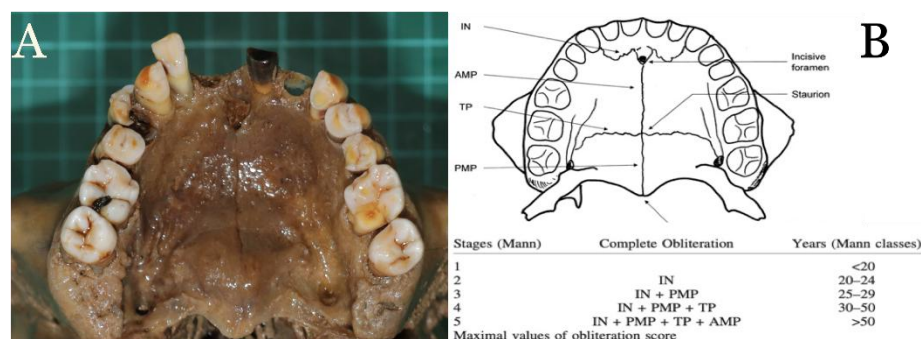 A
B
IN
AMP
TP
PMP
Incisive
foramen
Staurion
Stages (Mann) Complete Obliteration Years (Mann classes)
1 <20
2 IN 20–24
3 IN + PMP 25–29
4 IN + PMP + TP 30–50
5 IN + PMP + TP + AMP >50
Maximal values of obliteration score